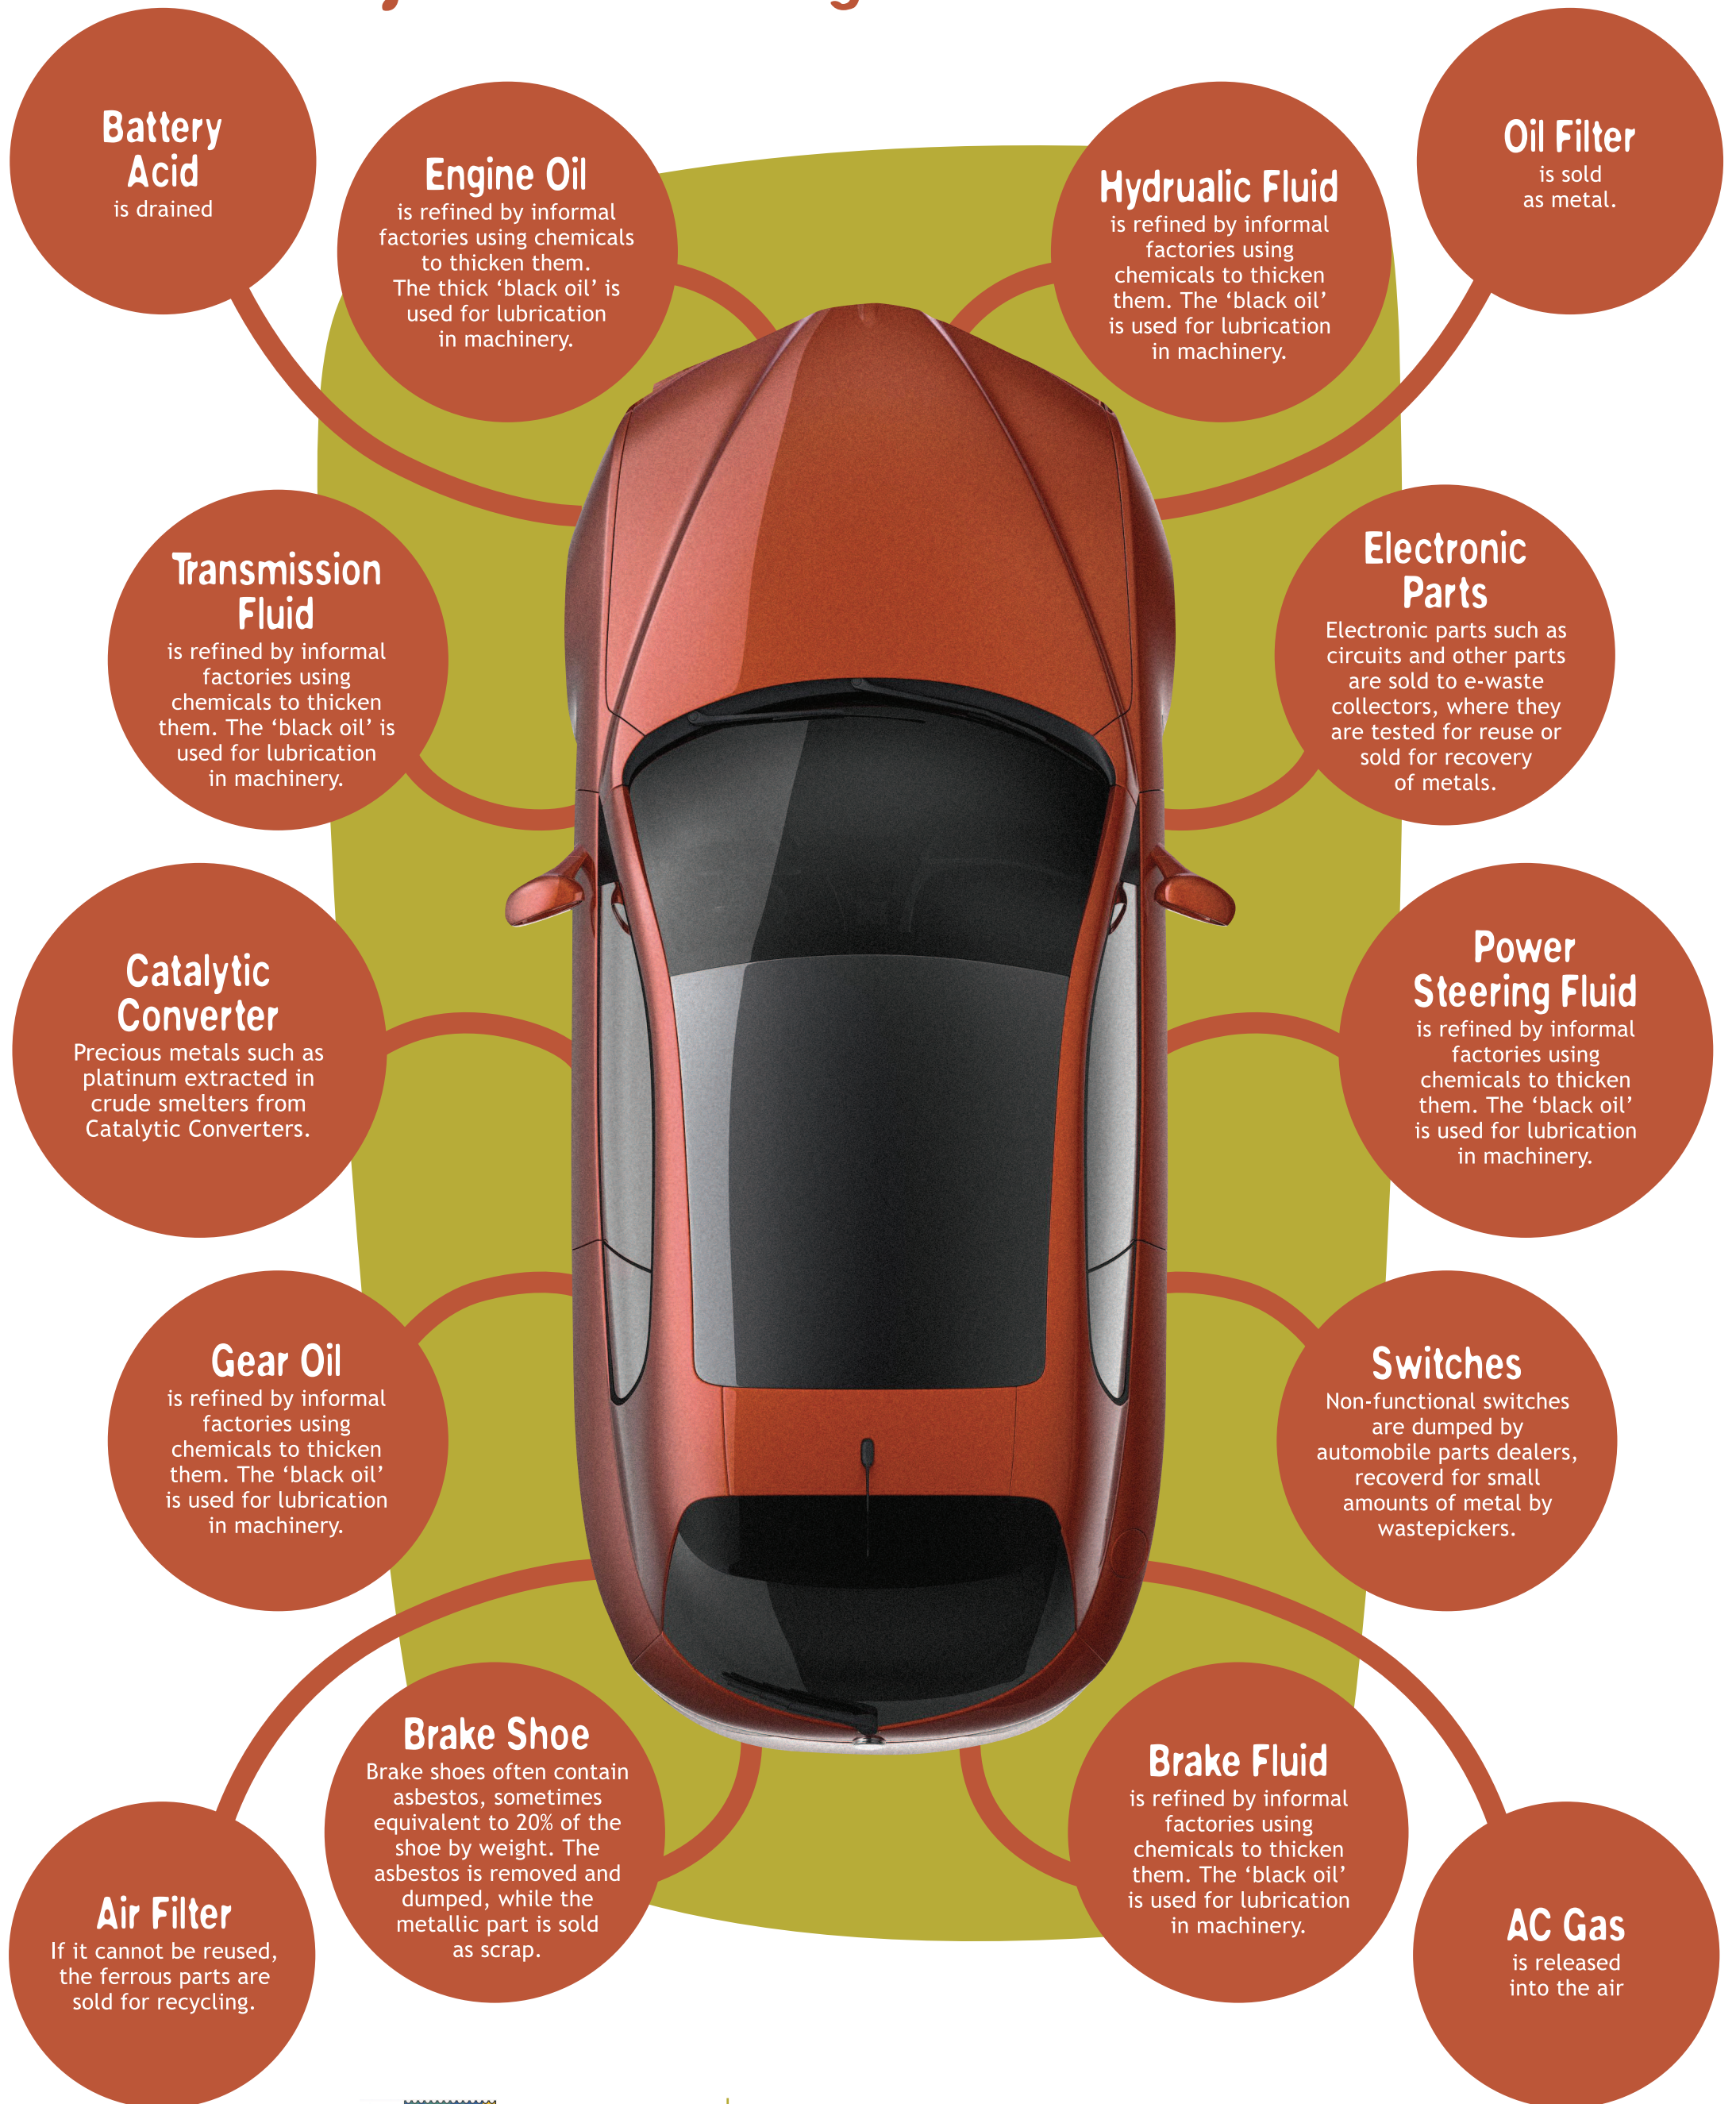 Battery
Acid
is drained
Engine Oil
is refined by informal
factories using chemicals
to thicken them.
The thick ‘black oil’ is
used for lubrication
in machinery.
Hydrualic Fluid
is refined by informal
factories using
chemicals to thicken
them. The ‘black oil’
is used for lubrication
in machinery.
Oil Filter
is sold
as metal.
Transmission
Fluid
is refined by informal
factories using
chemicals to thicken
them. The ‘black oil’ is
used for lubrication
in machinery.
Electronic
Parts
Electronic parts such as
circuits and other parts
are sold to e-waste
collectors, where they
are tested for reuse or
sold for recovery
of metals.
Catalytic
Converter
Precious metals such as
platinum extracted in
crude smelters from
Catalytic Converters.
Power
Steering Fluid
is refined by informal
factories using
chemicals to thicken
them. The ‘black oil’
is used for lubrication
in machinery.
Gear Oil
is refined by informal
factories using
chemicals to thicken
them. The ‘black oil’
is used for lubrication
in machinery.
Switches
Non-functional switches
are dumped by
automobile parts dealers,
recoverd for small
amounts of metal by
wastepickers.
Brake Shoe
Brake shoes often contain
asbestos, sometimes
equivalent to 20% of the
shoe by weight. The
asbestos is removed and
dumped, while the
metallic part is sold
as scrap.
Brake Fluid
is refined by informal
factories using
chemicals to thicken
them. The ‘black oil’
is used for lubrication
in machinery.
Air Filter
If it cannot be reused,
the ferrous parts are
sold for recycling.
AC Gas
is released
into the air